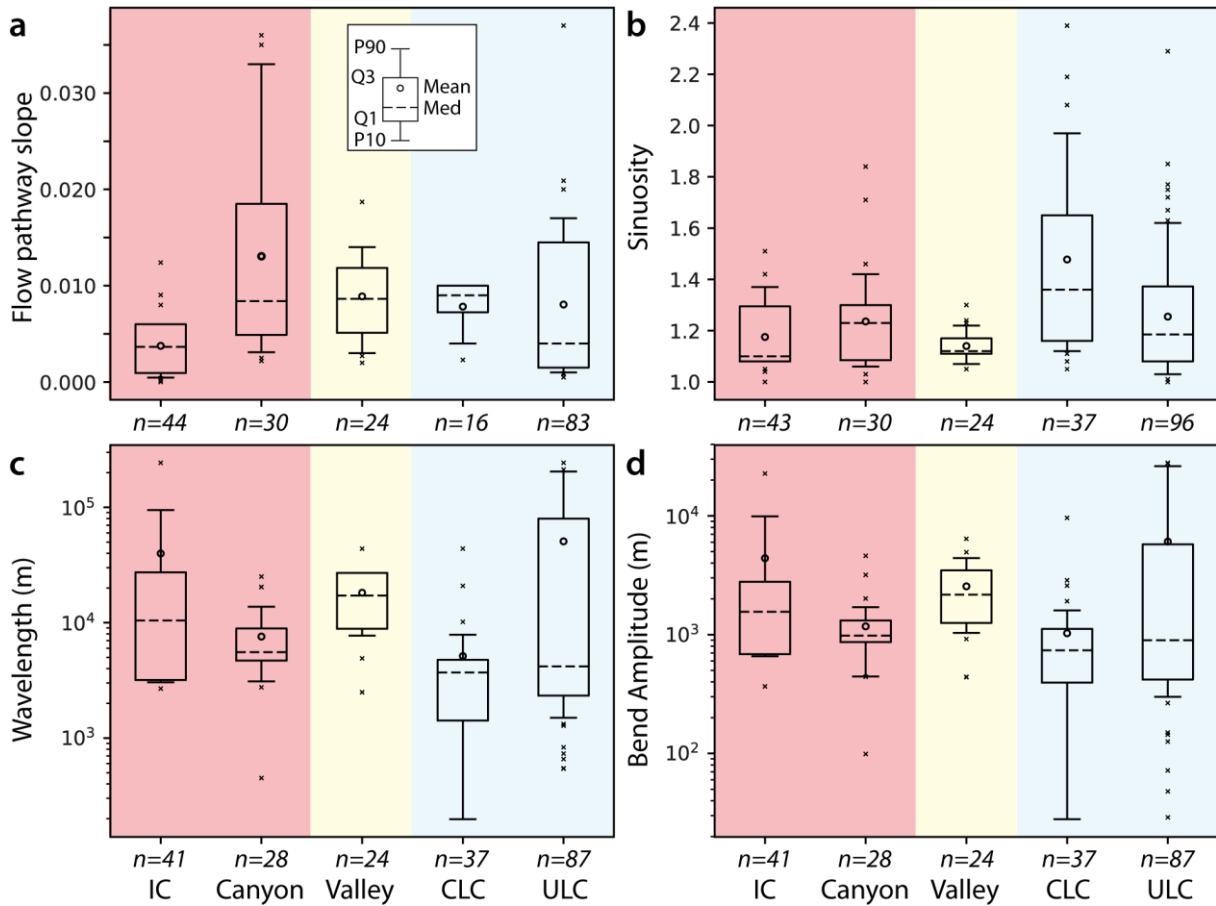 a
Flow pathway slope
0.030
0.020
0.010
0.000
P90
Q3
Mean
Med
Q1
P10
n=44 n=30 n=24 n=16 n=83
b
Sinuosity
2.4
2.2
2.0
1.8
1.6
1.4
1.2
1.0
n=43 n=30 n=24 n=37 n=96
c
Wavelength (m)
10⁵
10⁴
10³
n=41 n=28 n=24 n=37 n=87
IC Canyon Valley CLC ULC
d
Bend Amplitude (m)
10⁴
10³
10²
n=41 n=28 n=24 n=37 n=87
IC Canyon Valley CLC ULC